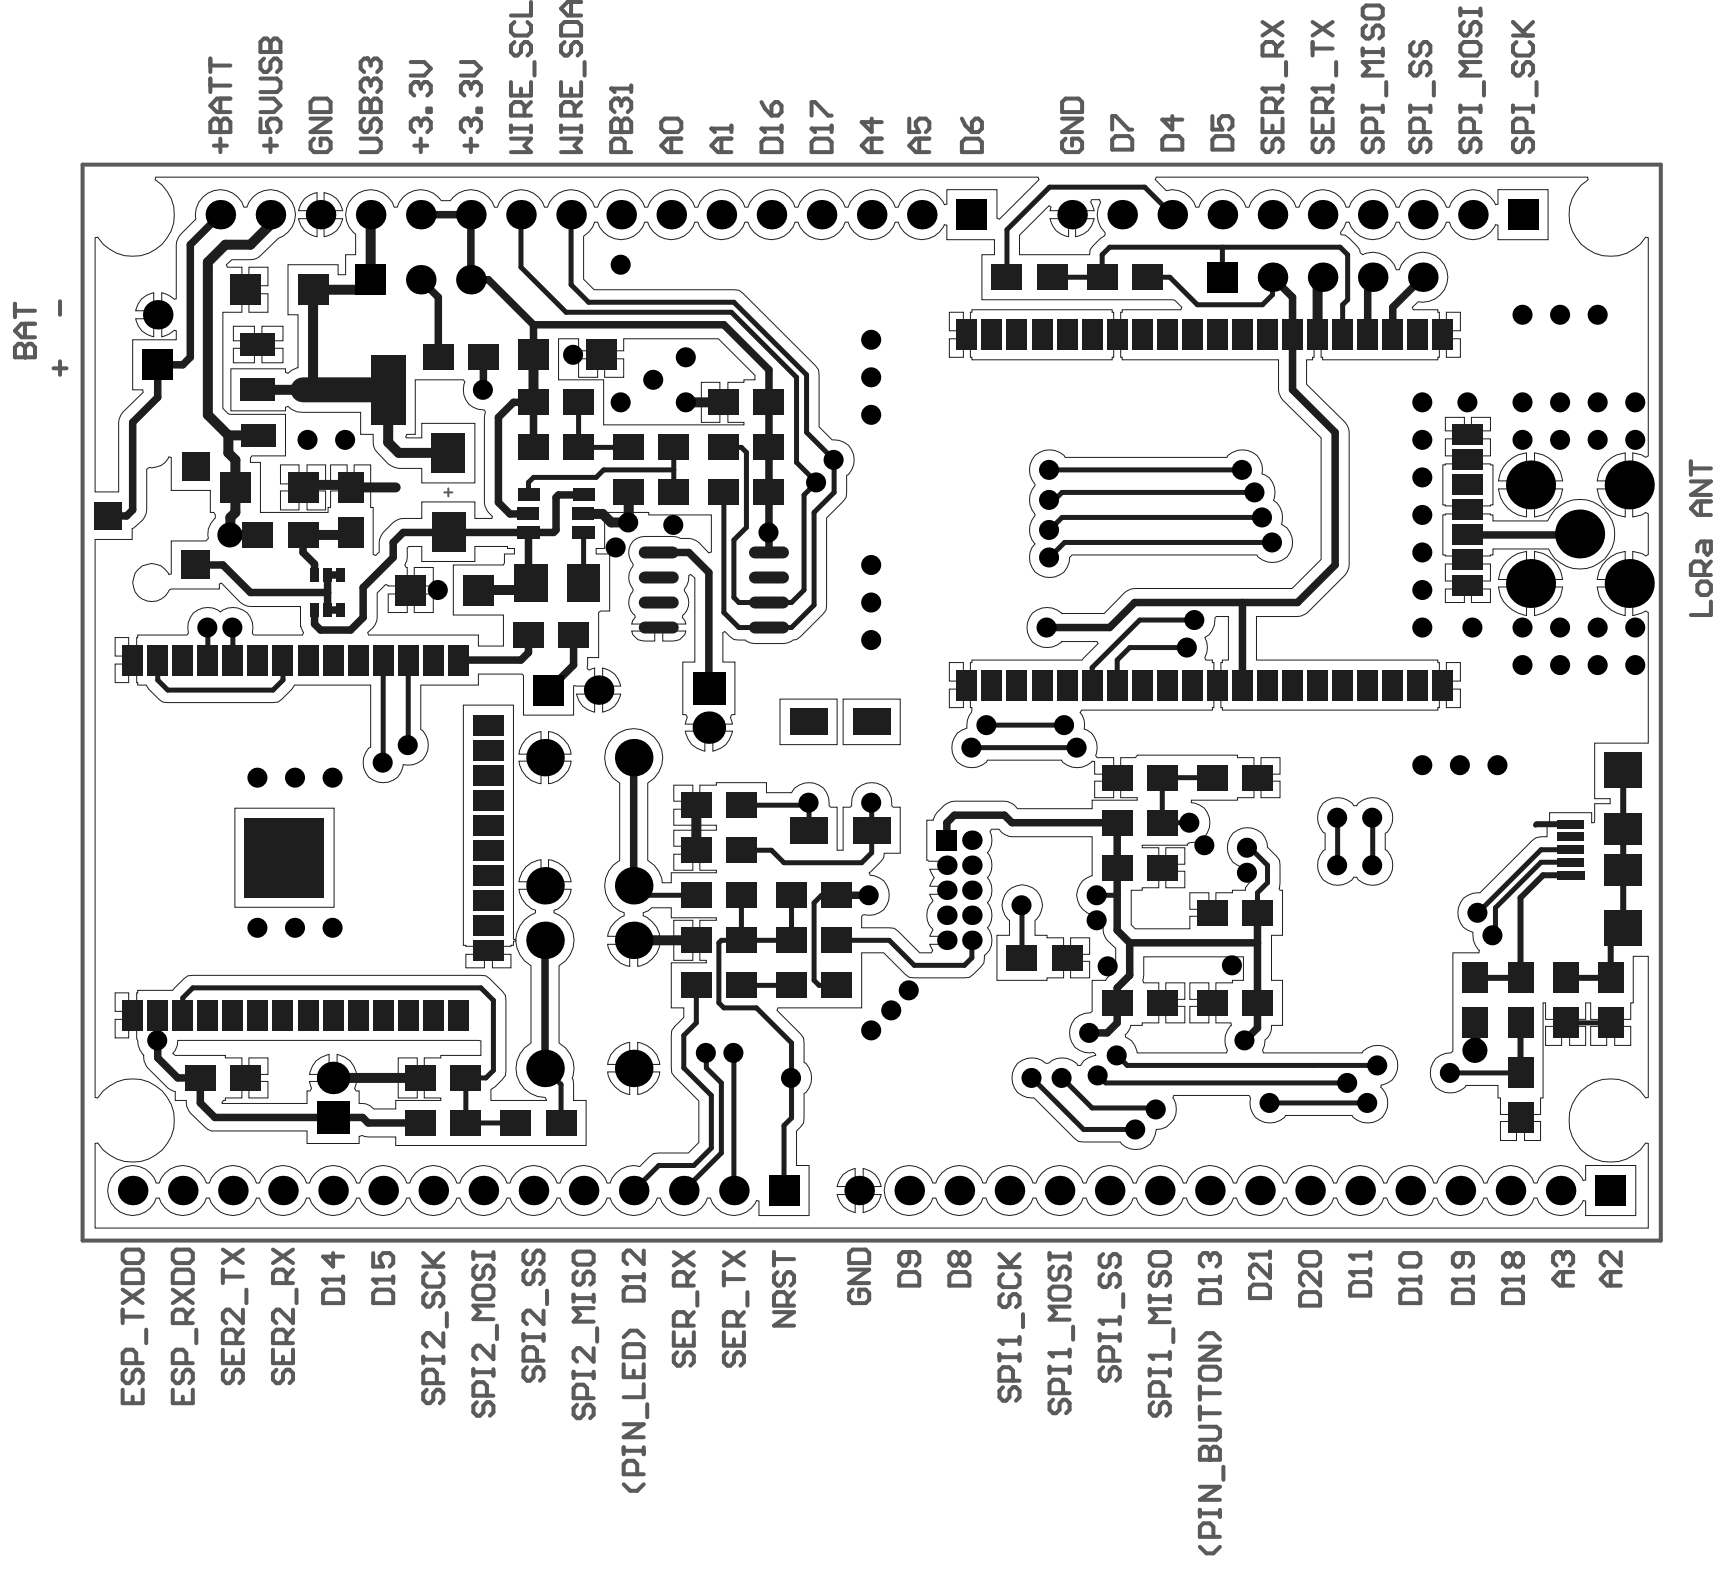 +BATT
+5VUSB
GND
USB33
+3.3V
+3.3V
WIRE_SCL
WIRE_SDA
PB31
A0
A1
D16
D17
A4
A5
D6
GND
D7
D4
D5
SER1_RX
SER1_TX
SPI_MISO
SPI_SS
SPI_MOSI
SPI_SCK
BAT
+ -
+
LoRa ANT
ESP_TXD0
ESP_RXD0
SER2_TX
SER2_RX
D14
D15
SPI2_SCK
SPI2_MOSI
SPI2_SS
SPI2_MISO
(PIN_LED) D12
SER_RX
SER_TX
NRST
GND
D9
D8
SPI1_SCK
SPI1_MOSI
SPI1_SS
SPI1_MISO
(PIN_BUTTON) D13
D21
D20
D11
D10
D19
D18
A3
A2